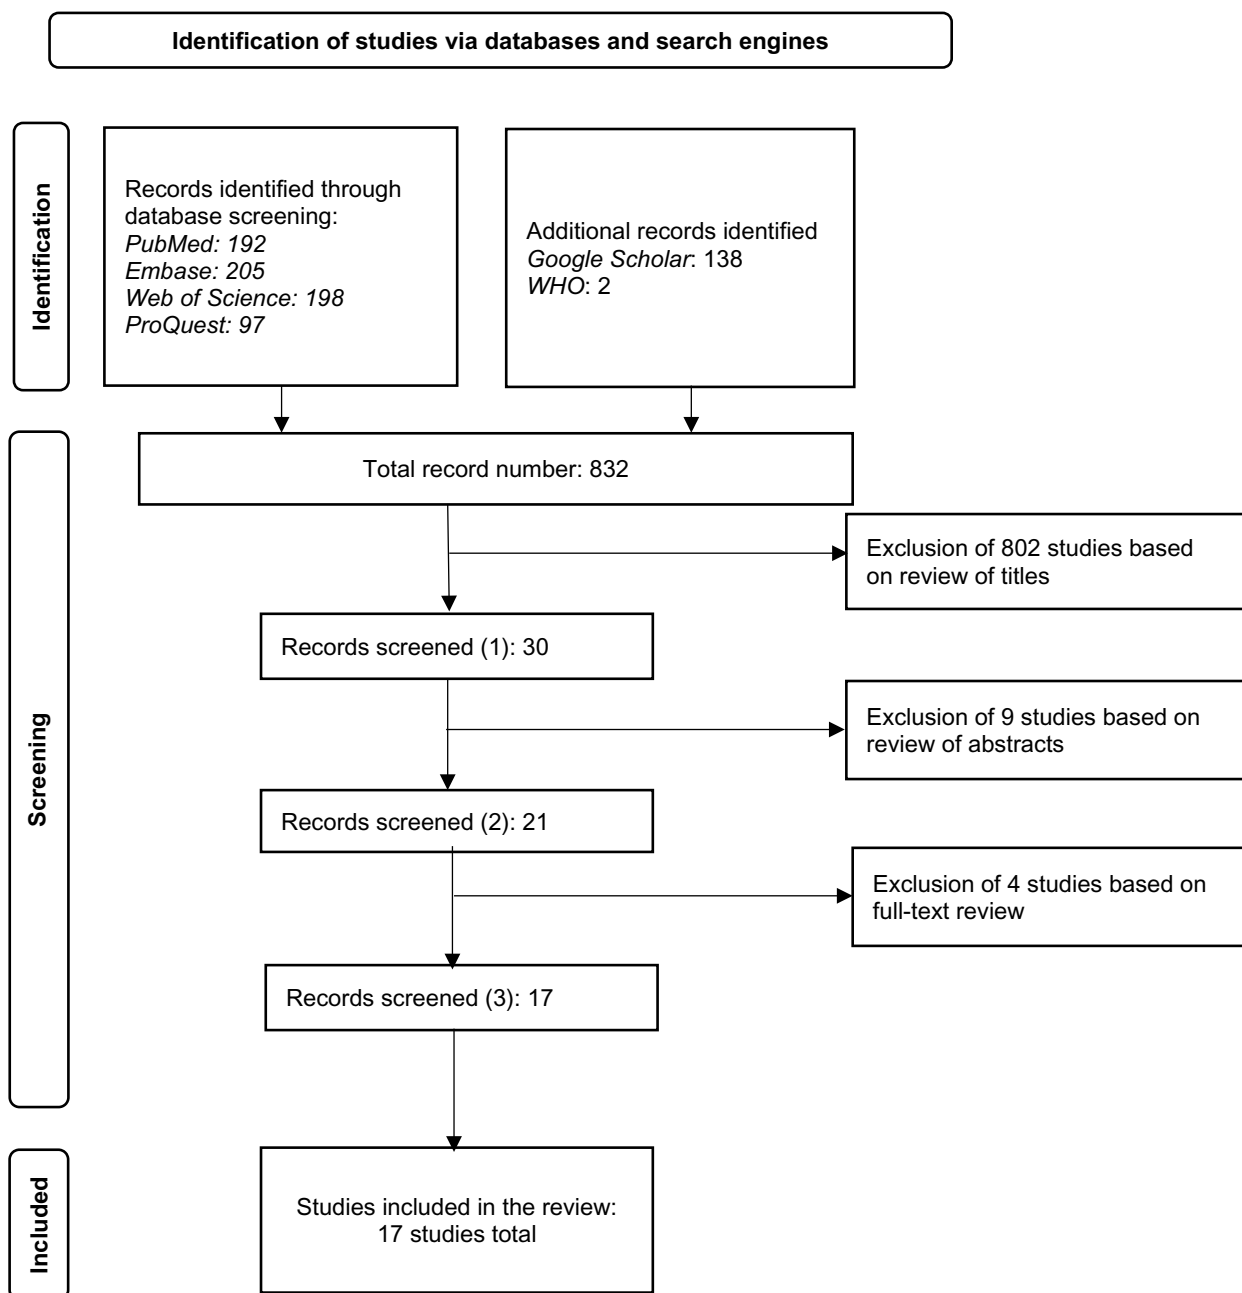 Identification of studies via databases and search engines
Identification
Records identified through
database screening:
PubMed: 192
Embase: 205
Web of Science: 198
ProQuest: 97
Additional records identified
Google Scholar: 138
WHO: 2
Screening
Total record number: 832
Exclusion of 802 studies based
on review of titles
Records screened (1): 30
Exclusion of 9 studies based on
review of abstracts
Records screened (2): 21
Exclusion of 4 studies based on
full-text review
Records screened (3): 17
Included
Studies included in the review:
17 studies total